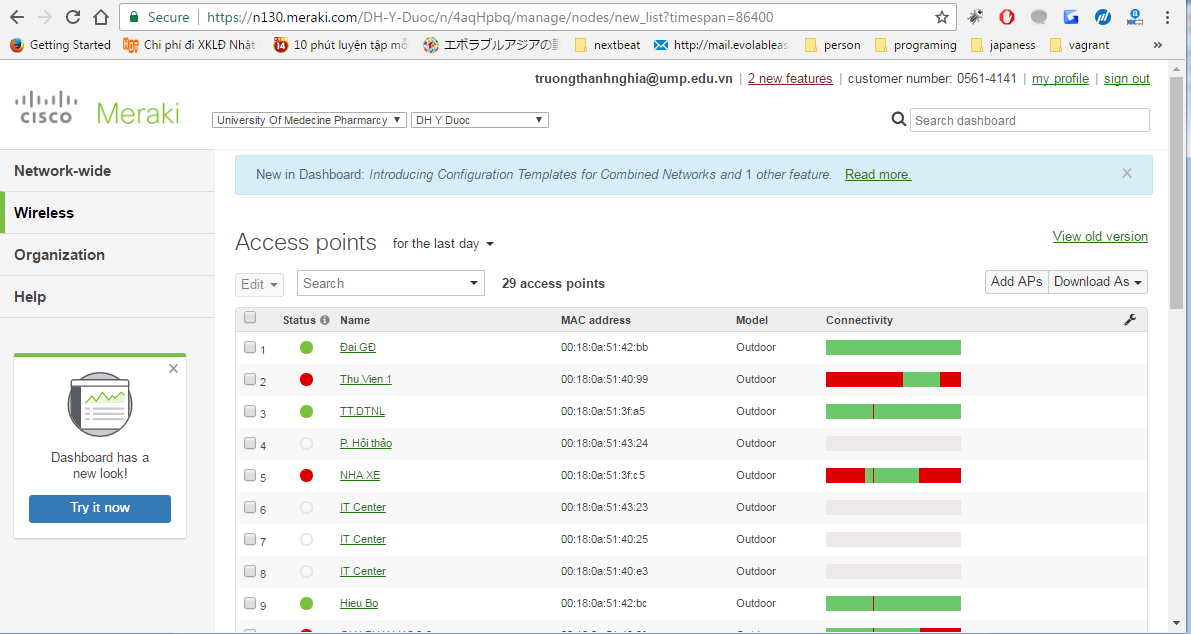 Secure https://n130.meraki.com/DH-Y-Duoc/n/4aqHpbq/manage/nodes/new_list?timespan=86400
Getting Started Chi phí đi XKLĐ Nhật 10 phút luyện tập mỗi エボラブルアジアの nextbeat http://mail.evolableas person programing japaness vagrant »
truongthanhnghia@ump.edu.vn | 2 new features | customer number: 0561-4141 | my profile | sign out
CISCO Meraki
University Of Medecine Pharmarcy DH Y Duoc Search dashboard
Network-wide
Wireless
Organization
Help
Dashboard has a
new look!
Try it now
New in Dashboard: Introducing Configuration Templates for Combined Networks and 1 other feature. Read more.
Access points for the last day View old version
Edit Search 29 access points Add APs Download As
Status Name MAC address Model Connectivity
1 Đai GĐ 00:18:0a:51:42:bb Outdoor
2 Thu Vien 1 00:18:0a:51:40:99 Outdoor
3 TT.DTNL 00:18:0a:51:3f:a5 Outdoor
4 P. Hôi thảo 00:18:0a:51:43:24 Outdoor
5 NHA XE 00:18:0a:51:3f:c5 Outdoor
6 IT Center 00:18:0a:51:43:23 Outdoor
7 IT Center 00:18:0a:51:40:25 Outdoor
8 IT Center 00:18:0a:51:40:e3 Outdoor
9 Hieu Bo 00:18:0a:51:42:bc Outdoor